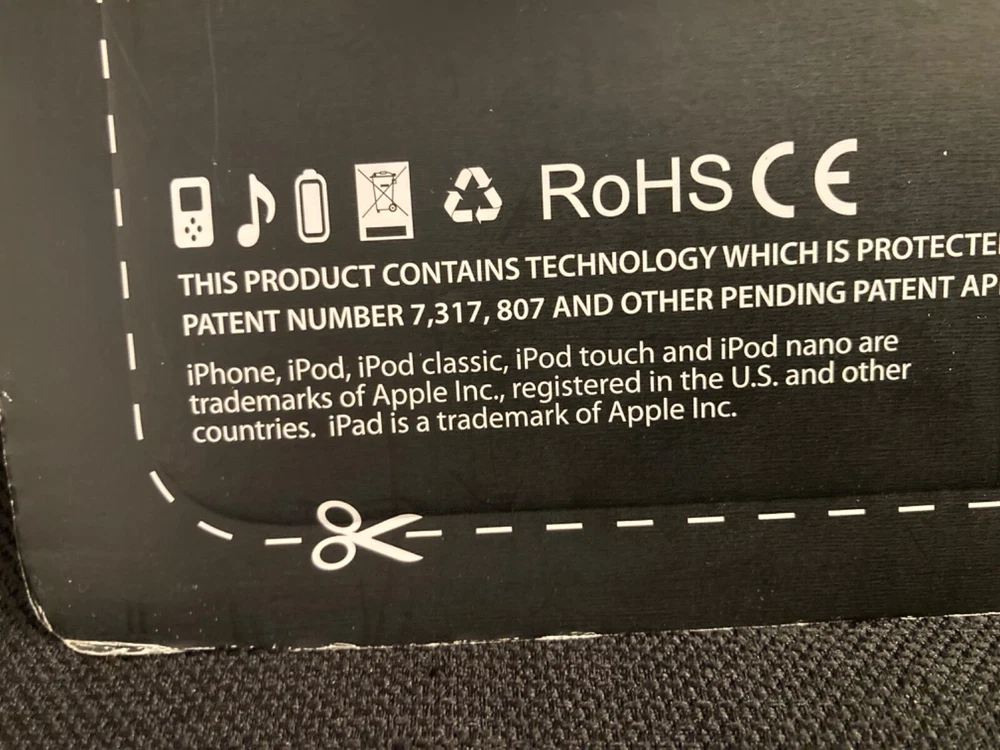 RoHS CE
THIS PRODUCT CONTAINS TECHNOLOGY WHICH IS PROTECTE
PATENT NUMBER 7,317, 807 AND OTHER PENDING PATENT AP
iPhone, iPod, iPod classic, iPod touch and iPod nano are
trademarks of Apple Inc., registered in the U.S. and other
countries. iPad is a trademark of Apple Inc.